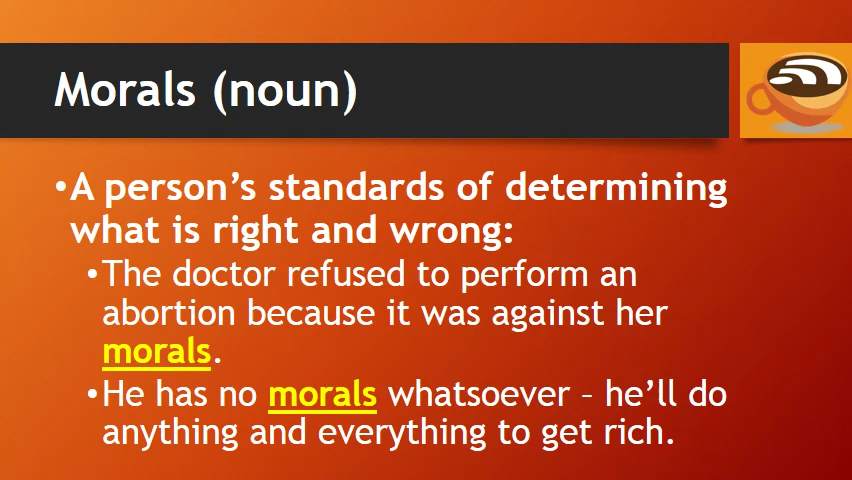 Morals (noun)
•A person’s standards of determining
what is right and wrong:
•The doctor refused to perform an
abortion because it was against her
morals.
•He has no morals whatsoever – he’ll do
anything and everything to get rich.